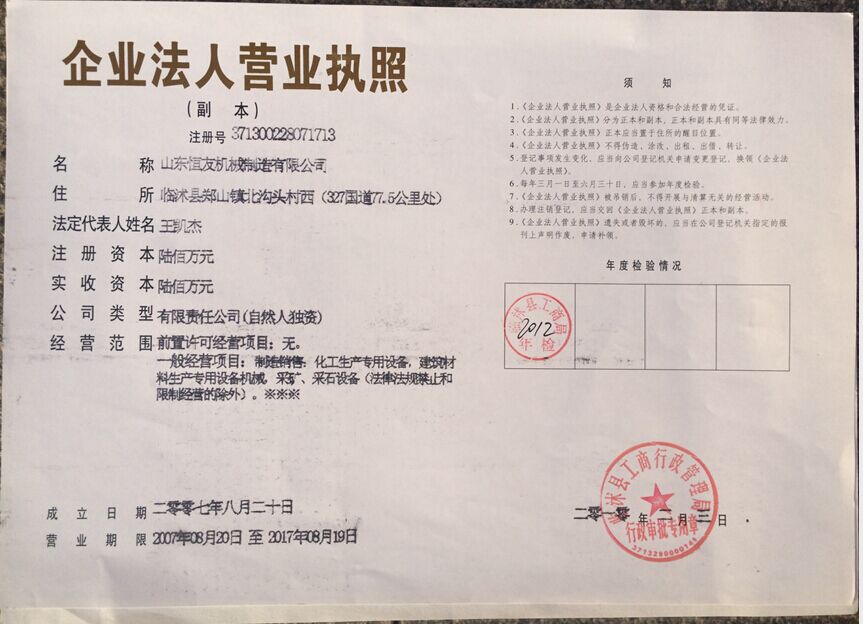 企业法人营业执照
(副 本)
注册号 371300228071713
名 称 山东恒友机械制造有限公司
住 所 临沭县郑山镇北沟头村西（327国道77.5公里处）
法定代表人姓名 王凯杰
注 册 资 本 陆佰万元
实 收 资 本 陆佰万元
公 司 类 型 有限责任公司(自然人独资)
经 营 范 围 前置许可经营项目：无。
一般经营项目：制造销售：化工生产专用设备，建筑材
料生产专用设备机械，采矿、采石设备（法律法规禁止和
限制经营的除外）。※※※
成 立 日 期 二零零七年八月二十日
营 业 期 限 2007年08月20日 至 2017年08月19日
须 知
1.《企业法人营业执照》是企业法人资格和合法经营的凭证。
2.《企业法人营业执照》分为正本和副本，正本和副本具有同等法律效力。
3.《企业法人营业执照》正本应当置于住所的醒目位置。
4.《企业法人营业执照》不得伪造、涂改、出租、出借、转让。
5.登记事项发生变化，应当向公司登记机关申请变更登记，换领《企业法
人营业执照》。
6.每年三月一日至六月三十日，应当参加年度检验。
7.《企业法人营业执照》被吊销后，不得开展与清算无关的经营活动。
8.办理注销登记，应当交回《企业法人营业执照》正本和副本。
9.《企业法人营业执照》遗失或者毁坏的，应当在公司登记机关指定的报
刊上声明作废，申请补领。
年度检验情况
临沭县工商局
2012
年检
临沭县工商行政管理局
行政审批专用章
3713290000141
年 二 月 三 日